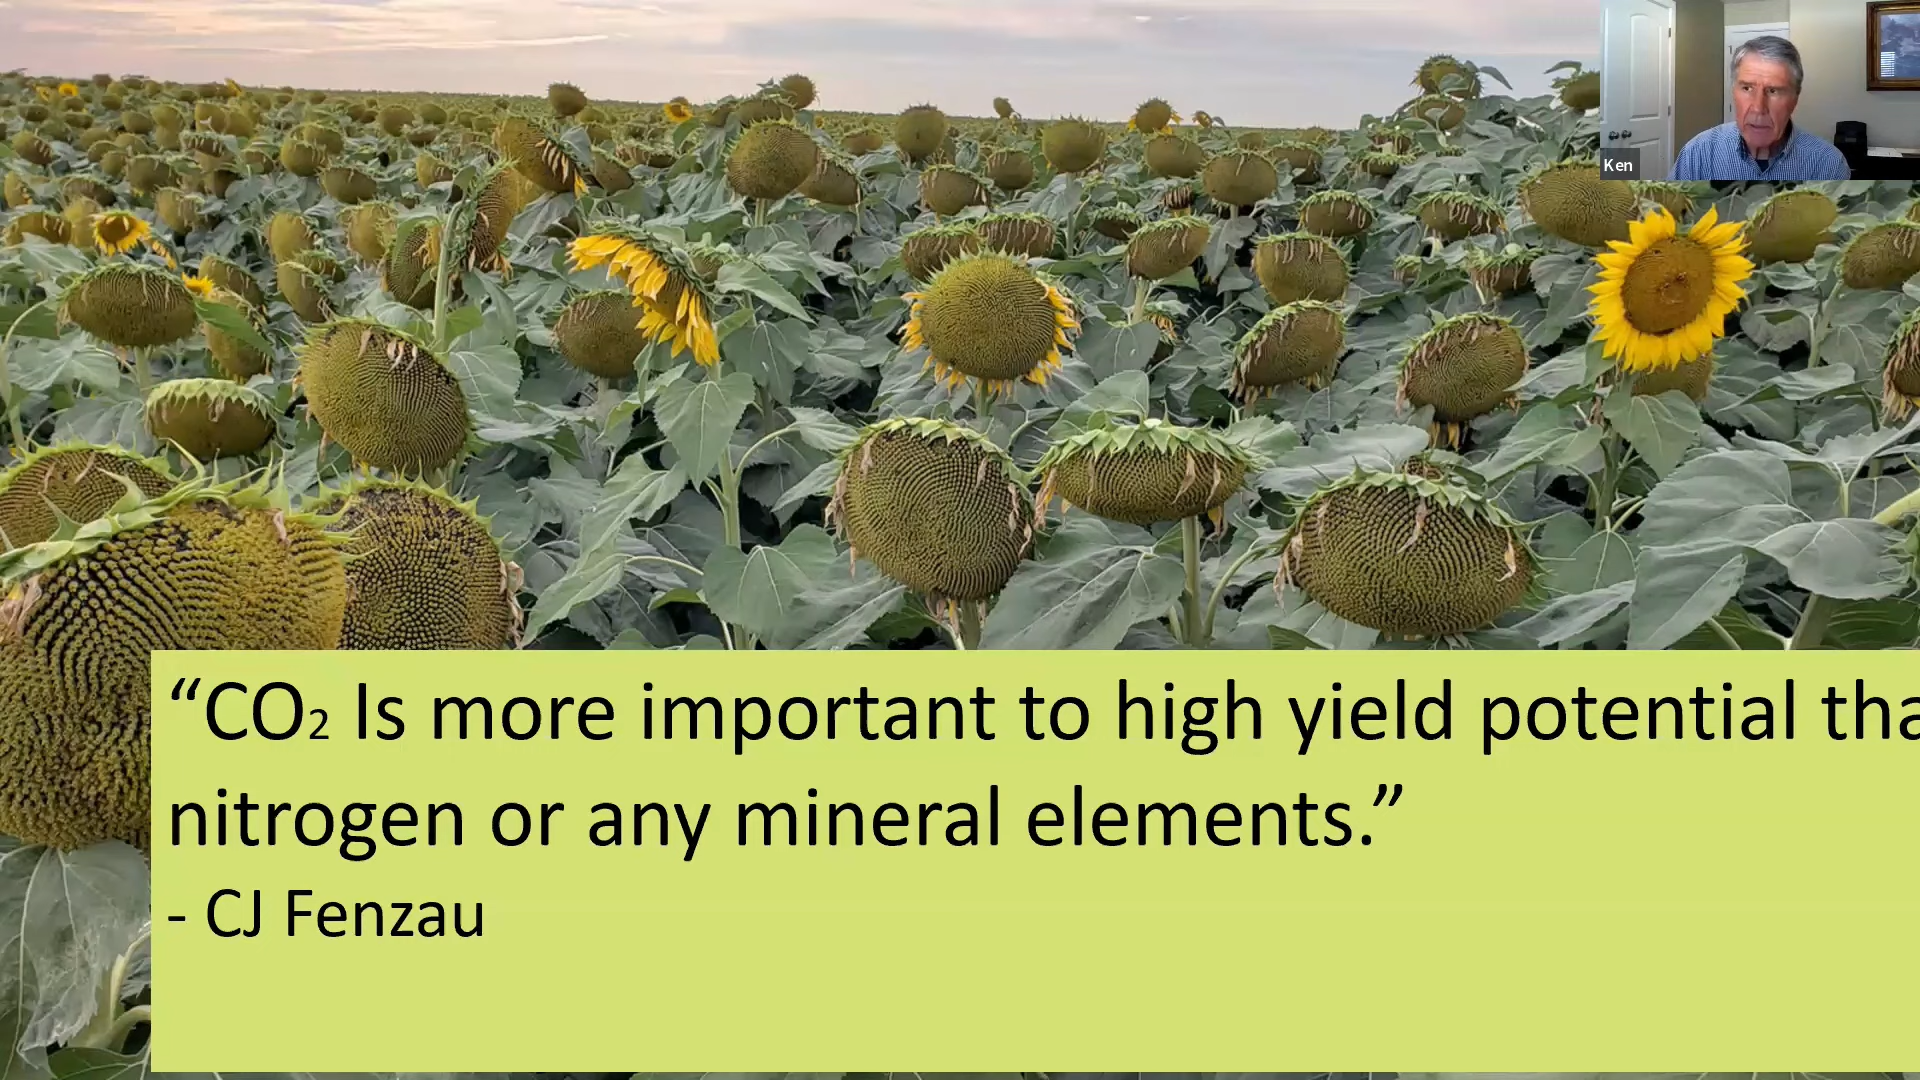 Ken
“CO₂ Is more important to high yield potential tha
nitrogen or any mineral elements.”
- CJ Fenzau